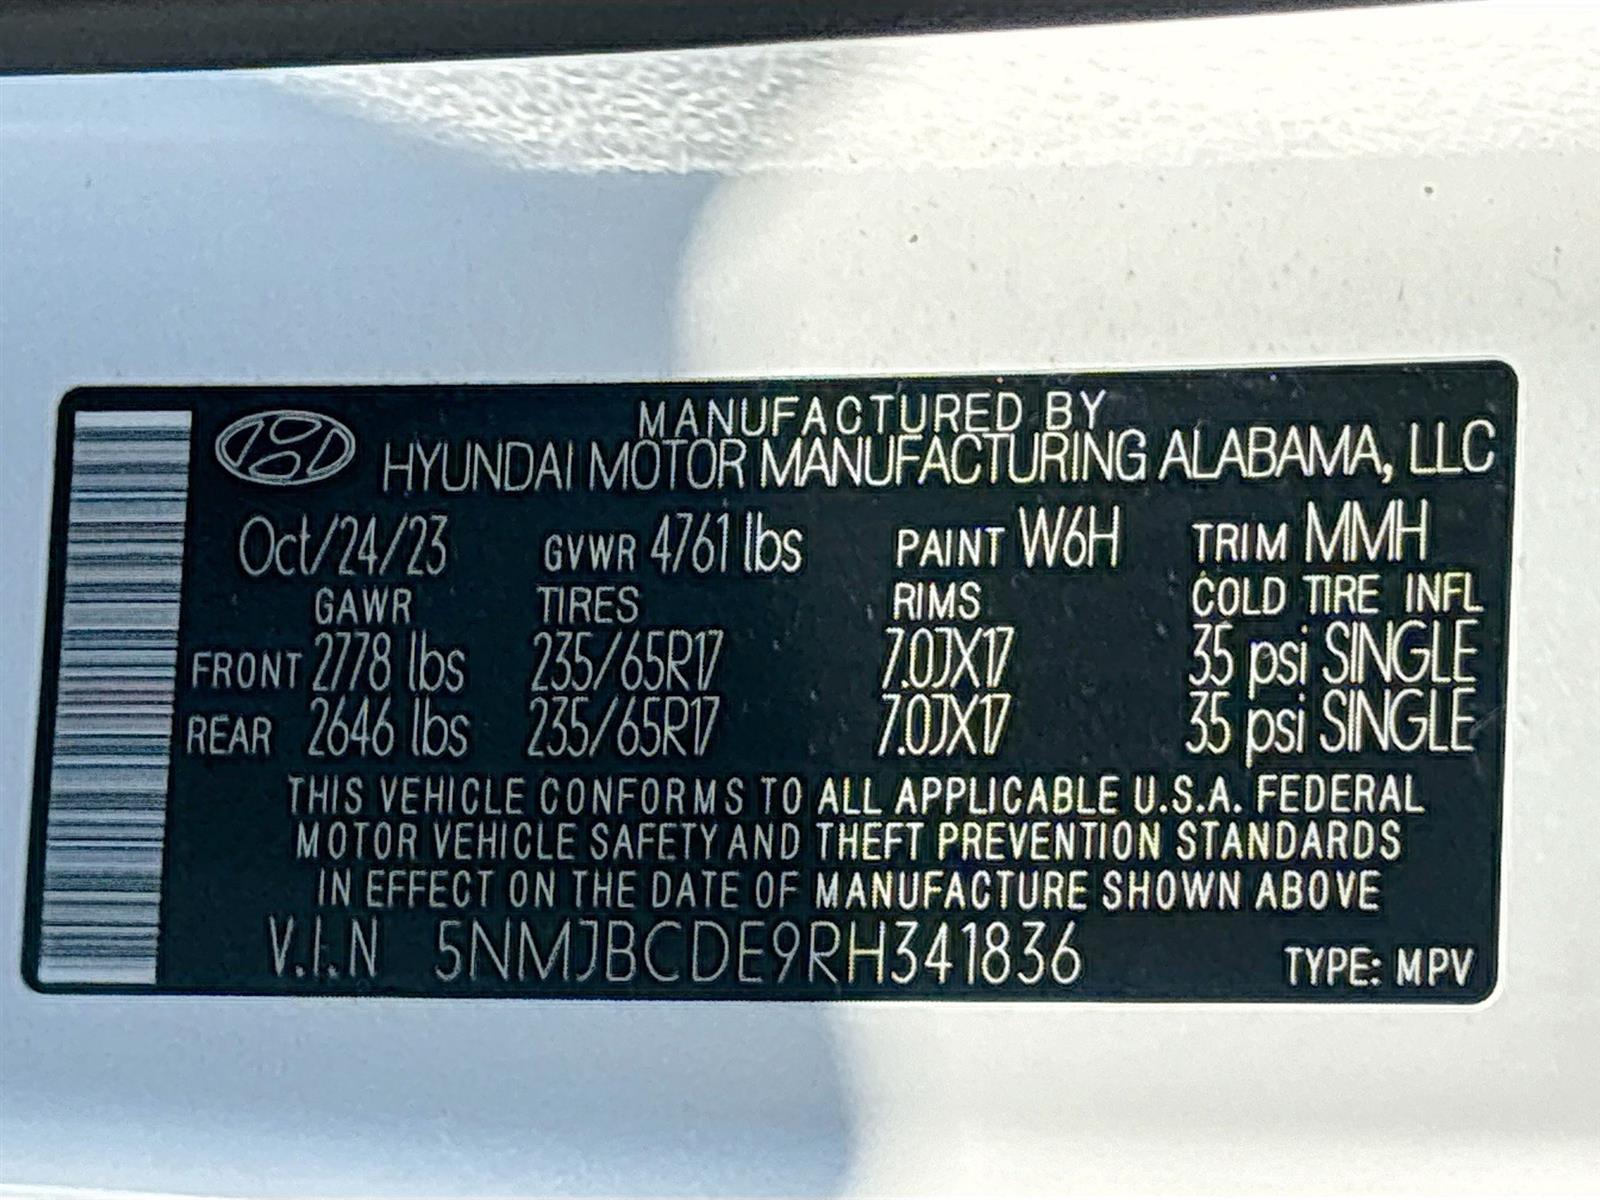 MANUFACTURED BY
HYUNDAI MOTOR MANUFACTURING ALABAMA, LLC
Oct/24/23 GVWR 4761 lbs PAINT W6H TRIM MMH
GAWR TIRES RIMS COLD TIRE INFL
FRONT 2778 lbs 235/65R17 7.0JX17 35 psi SINGLE
REAR 2646 lbs 235/65R17 7.0JX17 35 psi SINGLE
THIS VEHICLE CONFORMS TO ALL APPLICABLE U.S.A. FEDERAL
MOTOR VEHICLE SAFETY AND THEFT PREVENTION STANDARDS
IN EFFECT ON THE DATE OF MANUFACTURE SHOWN ABOVE
V.I.N 5NMJBCDE9RH341836 TYPE: MPV